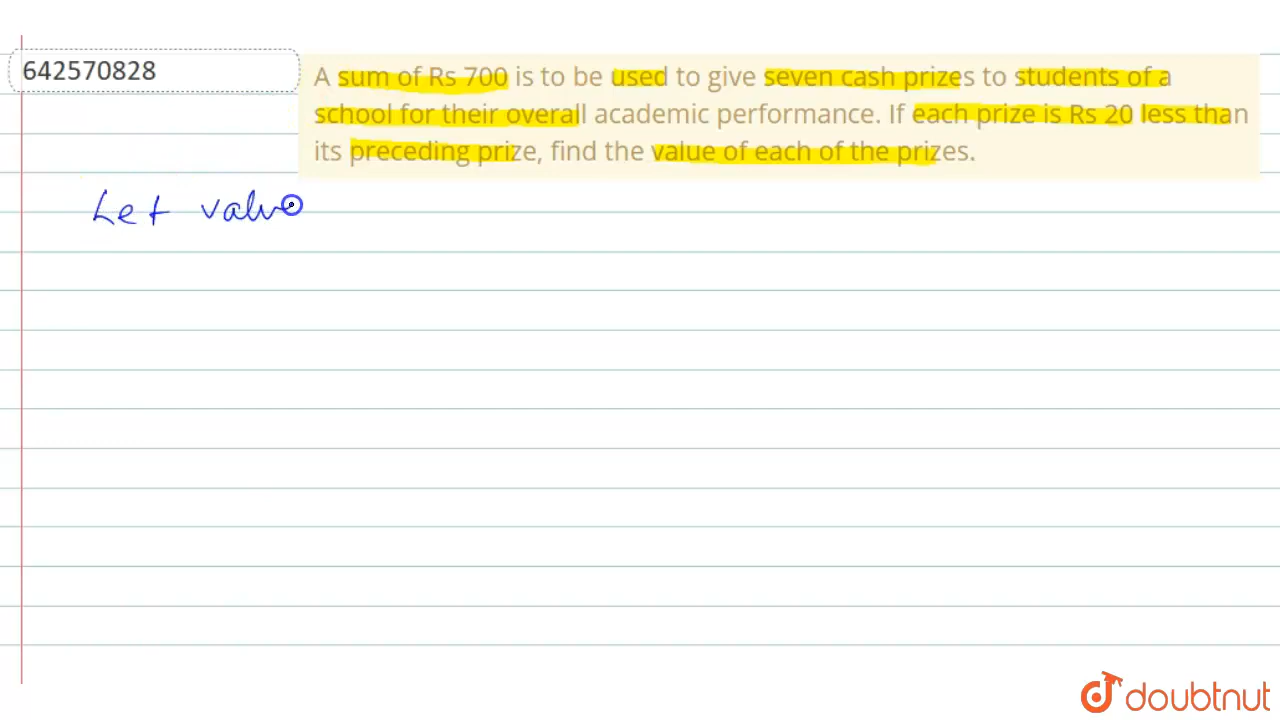 642570828
A sum of Rs 700 is to be used to give seven cash prizes to students of a
school for their overall academic performance. If each prize is Rs 20 less than
its preceding prize, find the value of each of the prizes.
Let value
doubtnut